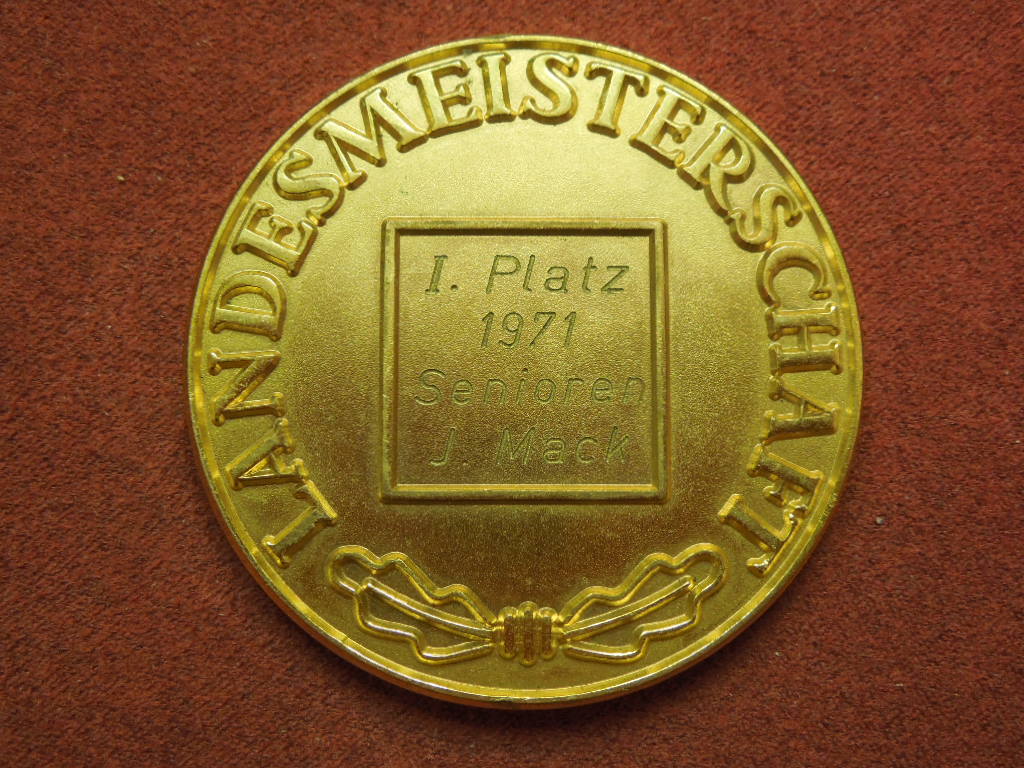 LANDESMEISTERSCHAFT
I. Platz
1971
Senioren
J. Mack